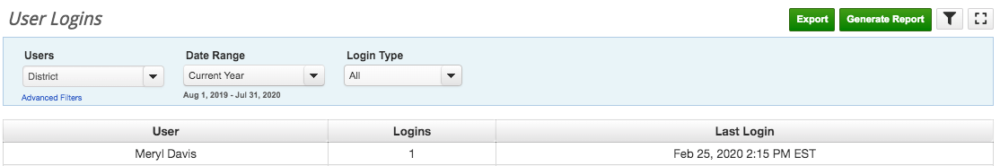 User Logins
Export Generate Report
Users Date Range Login Type
District Current Year All
Advanced Filters Aug 1, 2019 - Jul 31, 2020
User Logins Last Login
Meryl Davis 1 Feb 25, 2020 2:15 PM EST